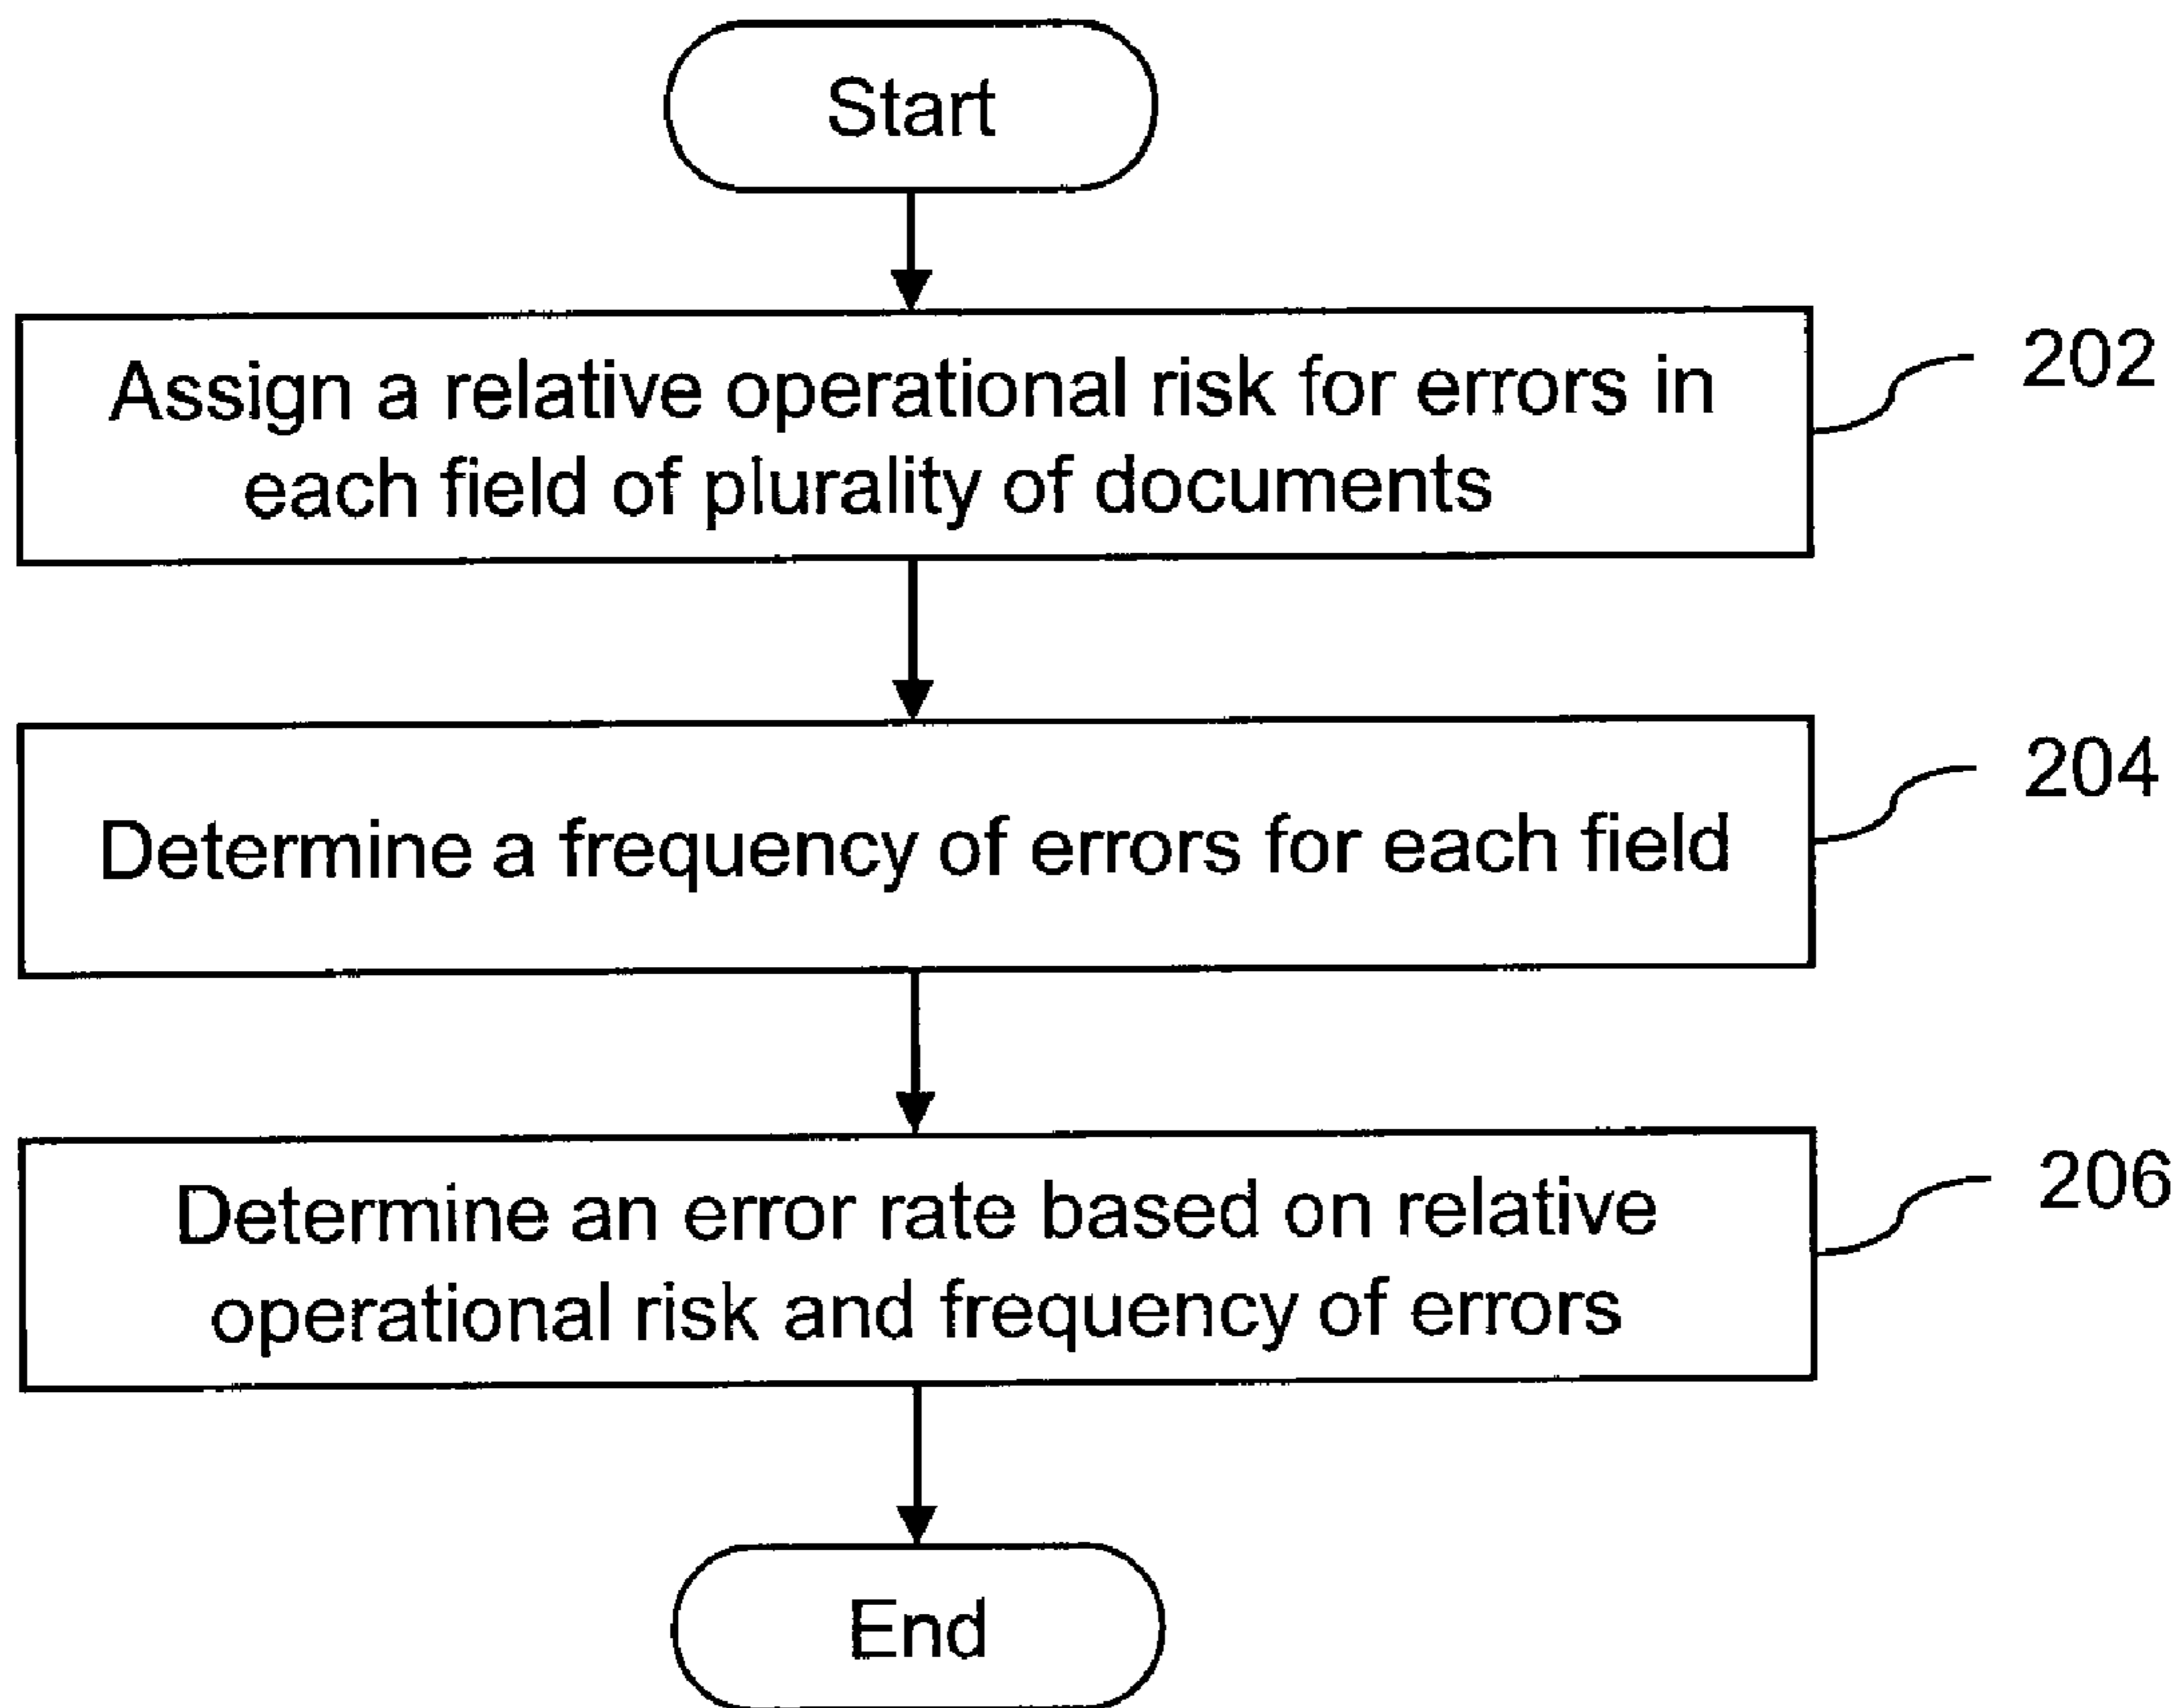 Start
Assign a relative operational risk for errors in
each field of plurality of documents
202
Determine a frequency of errors for each field
204
Determine an error rate based on relative
operational risk and frequency of errors
206
End